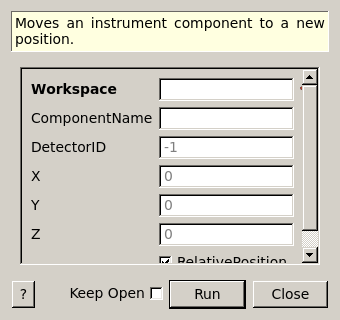 Moves an instrument component to a new
position.
Workspace
ComponentName
DetectorID -1
X 0
Y 0
Z 0
RelativePosition
? Keep Open Run Close